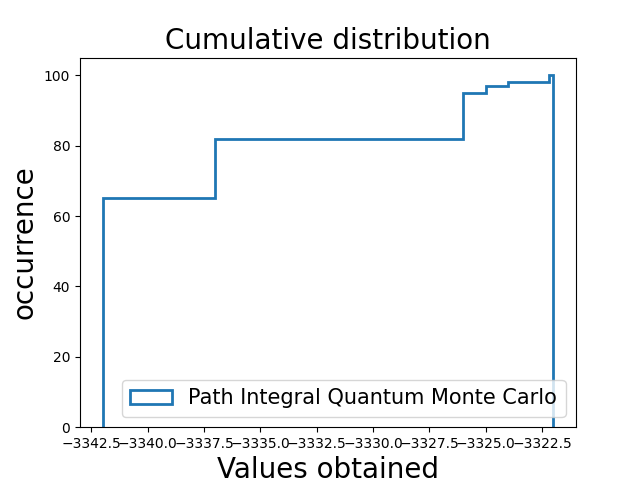 Cumulative distribution
occurrence
100
80
60
40
20
0
Path Integral Quantum Monte Carlo
−3342.5 −3340.0 −3337.5 −3335.0 −3332.5 −3330.0 −3327.5 −3325.0 −3322.5
Values obtained